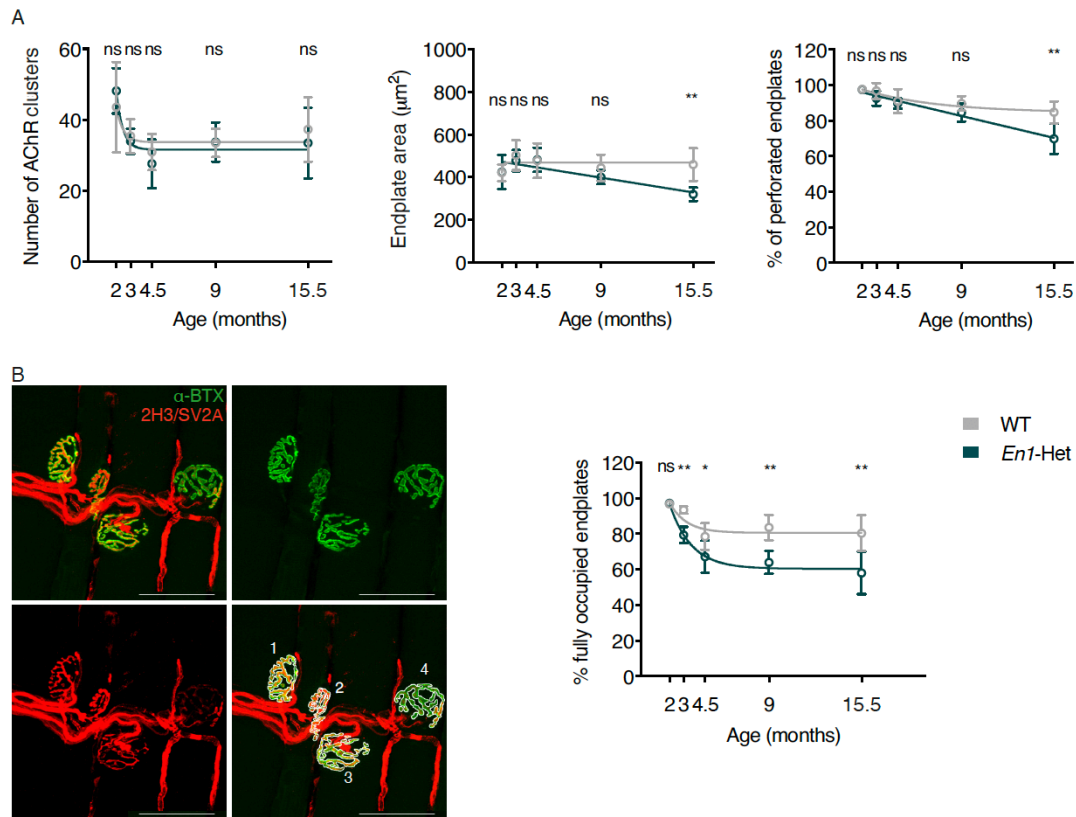 A
Number of AChR clusters
60
40
20
0
ns ns ns ns ns
2 3 4.5 9 15.5
Age (months)
Endplate area (μm²)
1000
800
600
400
200
0
ns ns ns ns **
2 3 4.5 9 15.5
Age (months)
% of perforated endplates
120
100
80
60
40
20
0
ns ns ns ns **
2 3 4.5 9 15.5
Age (months)
B
α-BTX
2H3/SV2A
1
2
3
4
WT
En1-Het
% fully occupied endplates
120
100
80
60
40
20
0
ns ** * ** **
2 3 4.5 9 15.5
Age (months)